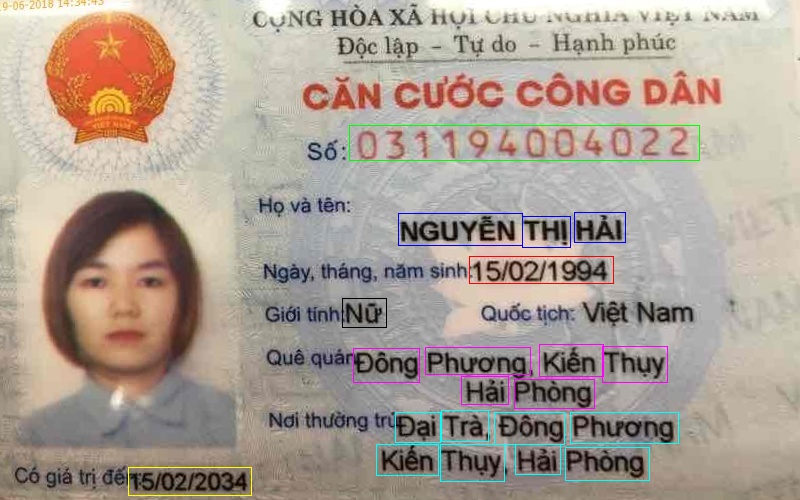 19-06-2018 14:34:43
CỘNG HÒA XÃ HỘI CHỦ NGHĨA VIỆT NAM
Độc lập - Tự do - Hạnh phúc
CĂN CƯỚC CÔNG DÂN
Số: 031194004022
Họ và tên:
NGUYỄN THỊ HẢI
Ngày, tháng, năm sinh: 15/02/1994
Giới tính: Nữ Quốc tịch: Việt Nam
Quê quán: Đông Phương, Kiến Thụy
Hải Phòng
Nơi thường trú: Đại Trà, Đông Phương
Kiến Thụy, Hải Phòng
Có giá trị đến: 15/02/2034